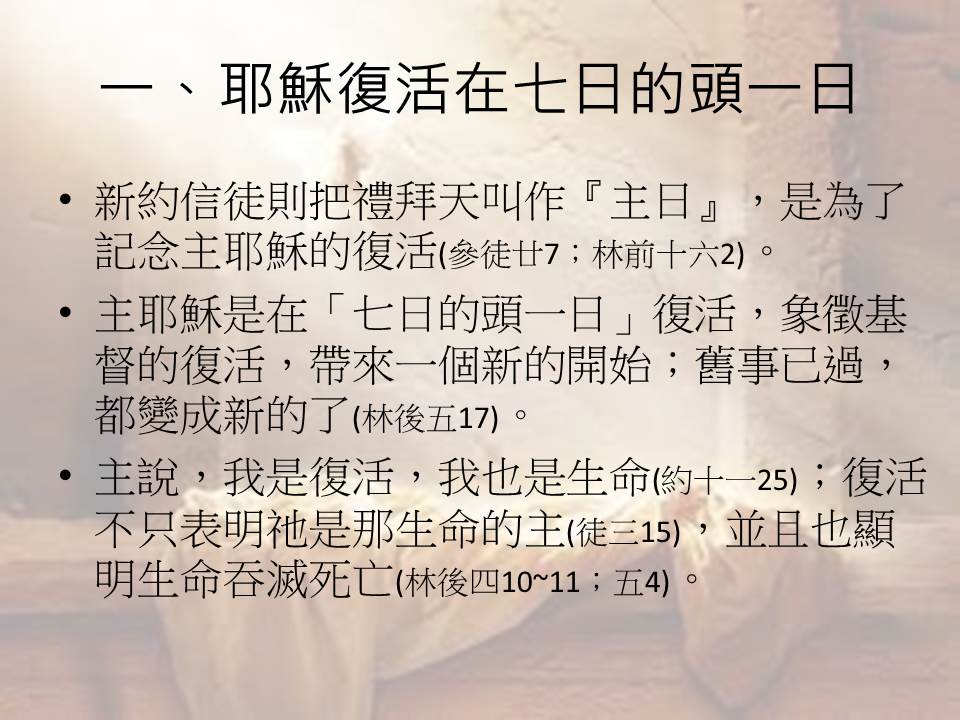 一、耶穌復活在七日的頭一日
• 新約信徒則把禮拜天叫作『主日』，是為了
記念主耶穌的復活(參徒廿7；林前十六2)。
• 主耶穌是在「七日的頭一日」復活，象徵基
督的復活，帶來一個新的開始；舊事已過，
都變成新的了(林後五17)。
• 主說，我是復活，我也是生命(約十一25)；復活
不只表明祂是那生命的主(徒三15)，並且也顯
明生命吞滅死亡(林後四10~11；五4)。